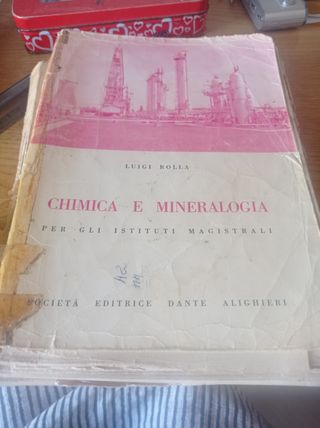 LUIGI ROLLA
CHIMICA E MINERALOGIA
PER GLI ISTITUTI MAGISTRALI
SOCIETÀ EDITRICE DANTE ALIGHIERI